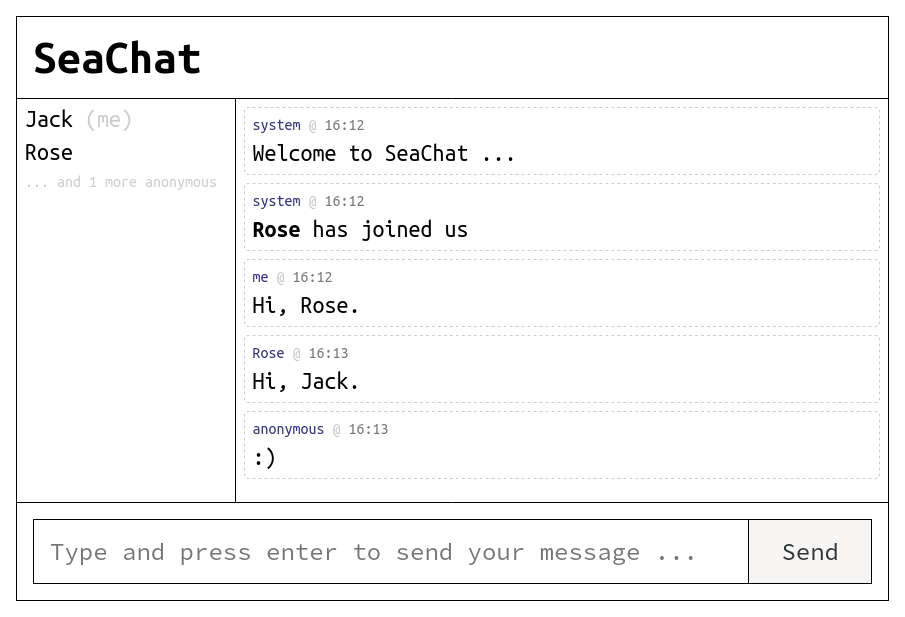 SeaChat
Jack (me)
Rose
... and 1 more anonymous
system @ 16:12
Welcome to SeaChat ...
system @ 16:12
Rose has joined us
me @ 16:12
Hi, Rose.
Rose @ 16:13
Hi, Jack.
anonymous @ 16:13
:)
Type and press enter to send your message ...
Send